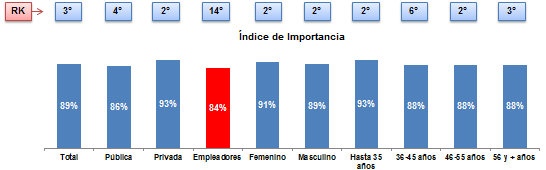 RK 3° 4° 2° 14° 2° 2° 2° 6° 2° 3°
Índice de Importancia
89% 86% 93% 84% 91% 89% 93% 88% 88% 88%
Total Pública Privada Empleadores Femenino Masculino Hasta 35 36-45 años 46-55 años 56 y + años
años